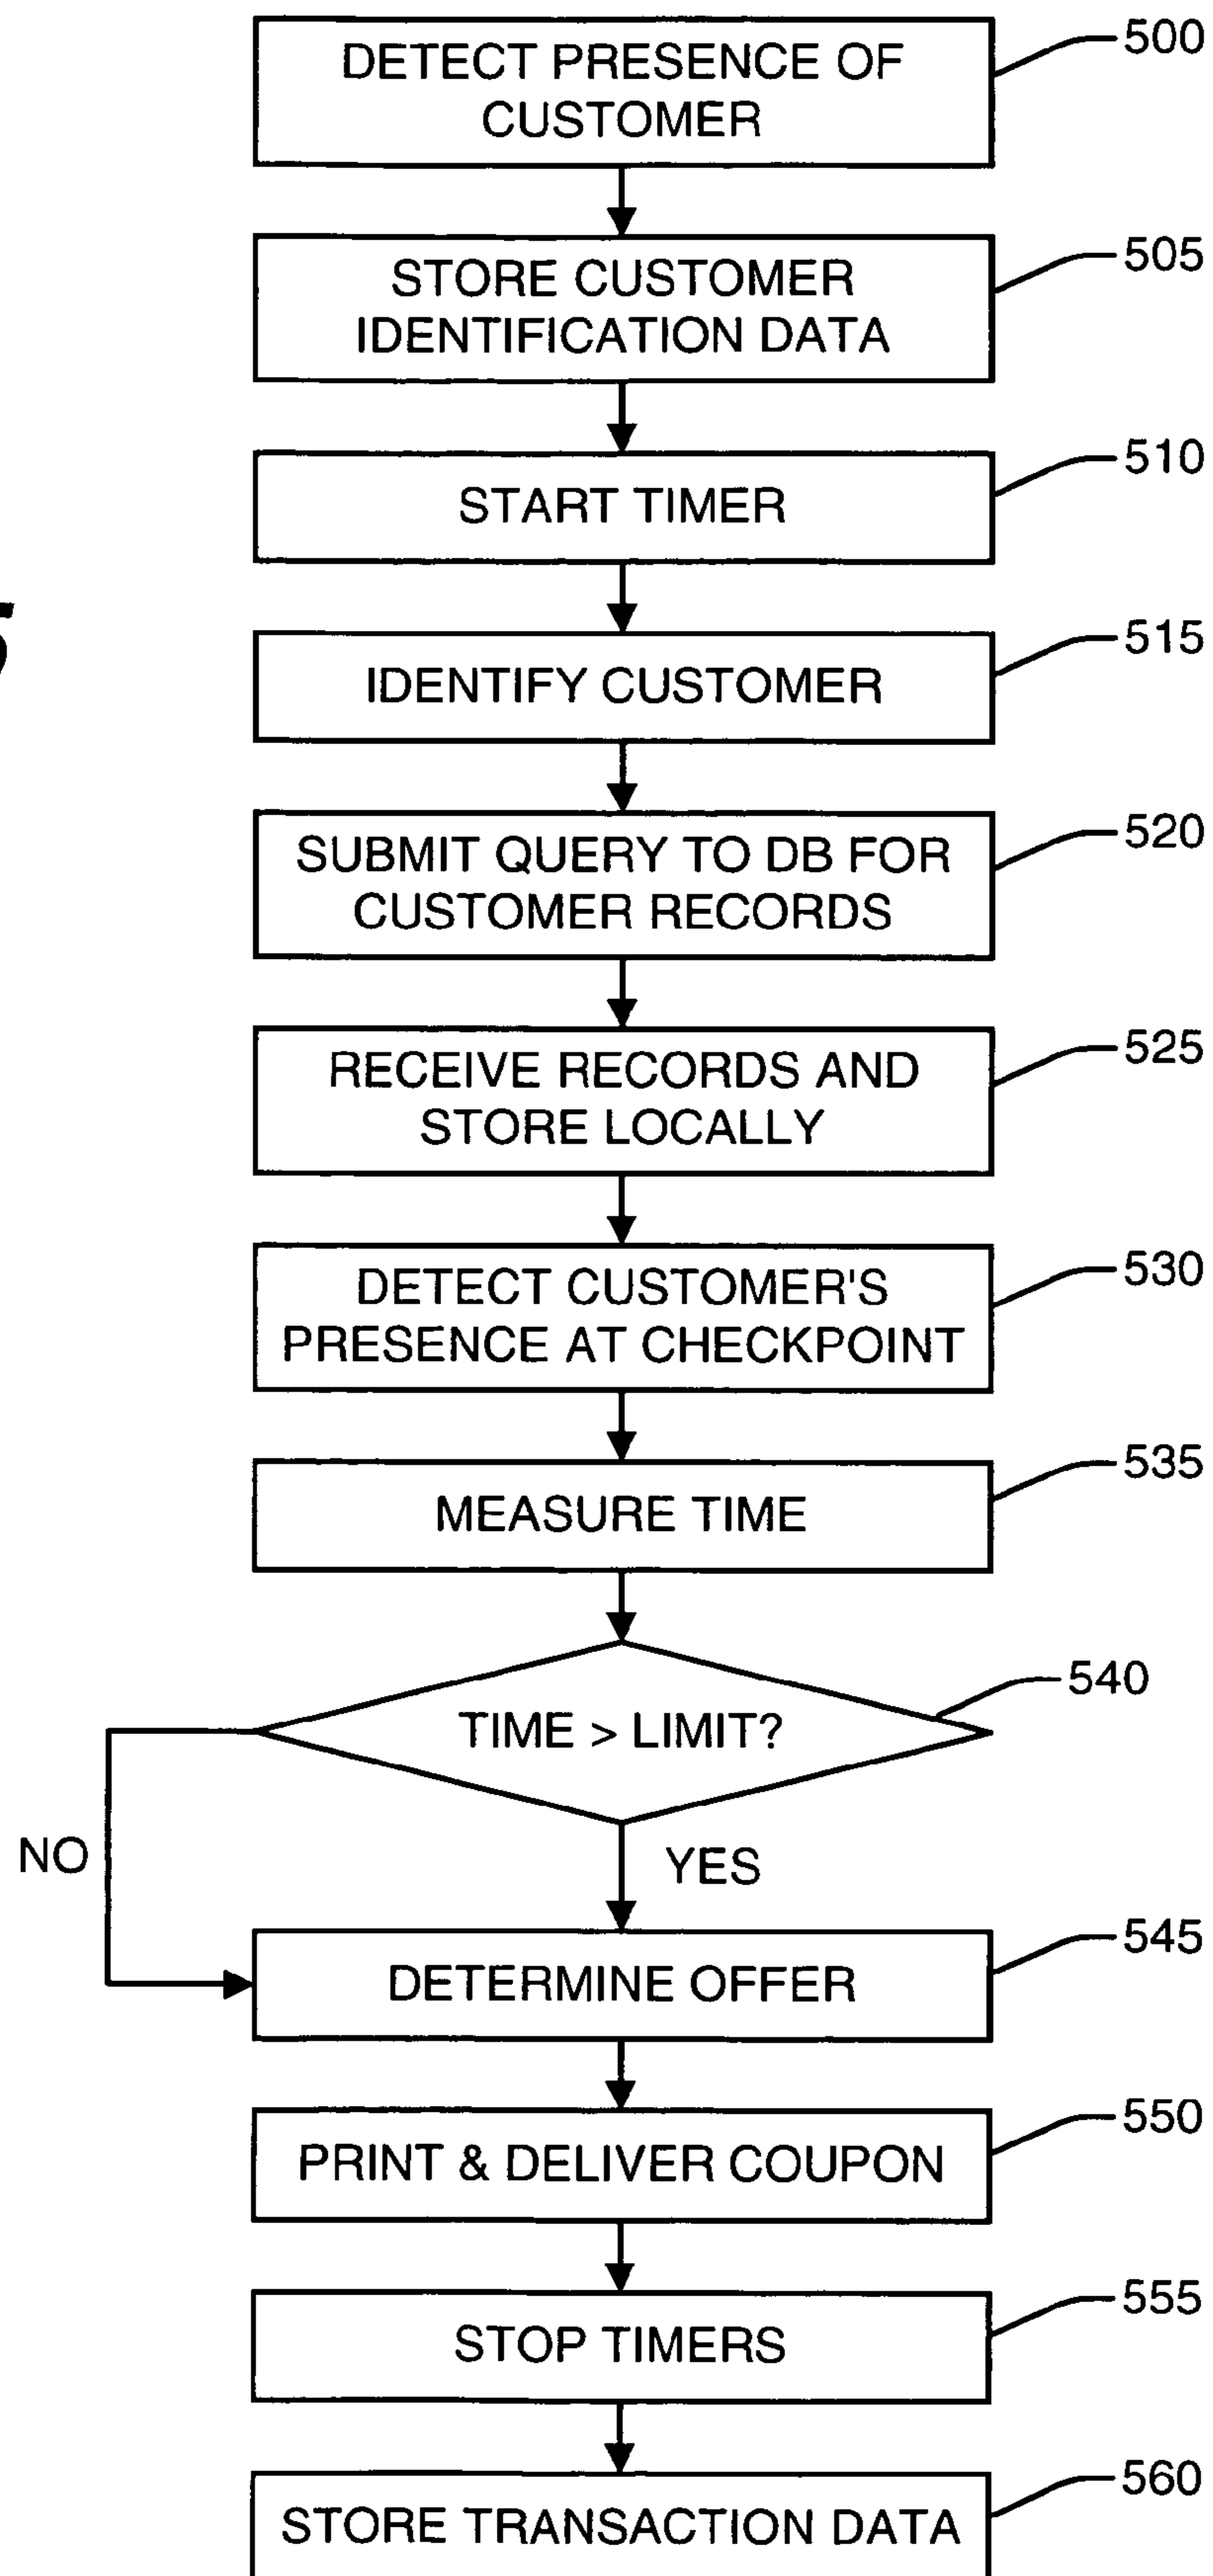 DETECT PRESENCE OF
CUSTOMER
500
STORE CUSTOMER
IDENTIFICATION DATA
505
START TIMER
510
IDENTIFY CUSTOMER
515
SUBMIT QUERY TO DB FOR
CUSTOMER RECORDS
520
RECEIVE RECORDS AND
STORE LOCALLY
525
DETECT CUSTOMER'S
PRESENCE AT CHECKPOINT
530
MEASURE TIME
535
TIME > LIMIT?
540
NO
YES
DETERMINE OFFER
545
PRINT & DELIVER COUPON
550
STOP TIMERS
555
STORE TRANSACTION DATA
560